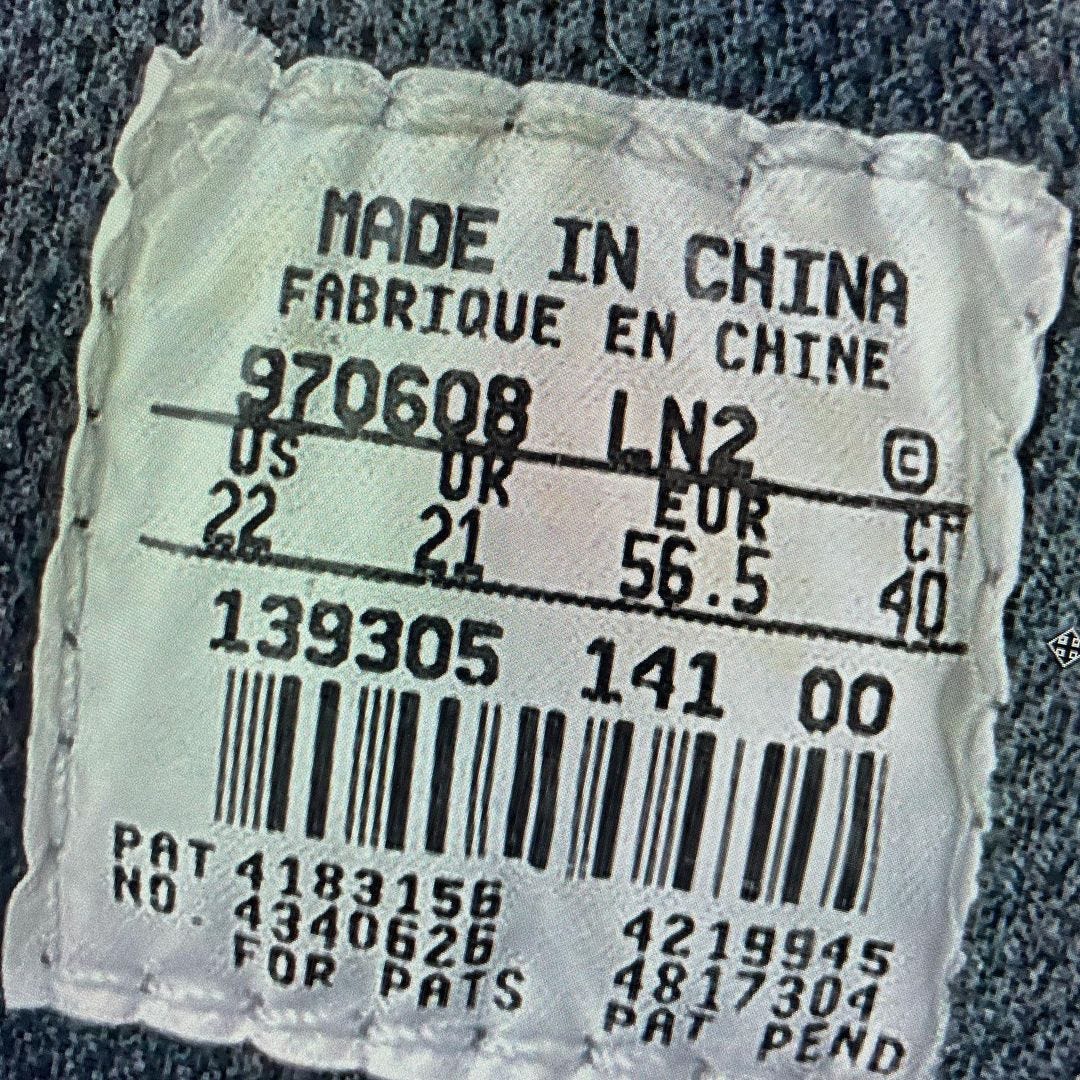 MADE IN CHINA
FABRIQUE EN CHINE
970608 LN2 ©
US UK EUR CM
22 21 56.5 40
139305 141 00
PAT 4183156 4219945
NO. 4340626 4817304
FOR PATS PAT PEND